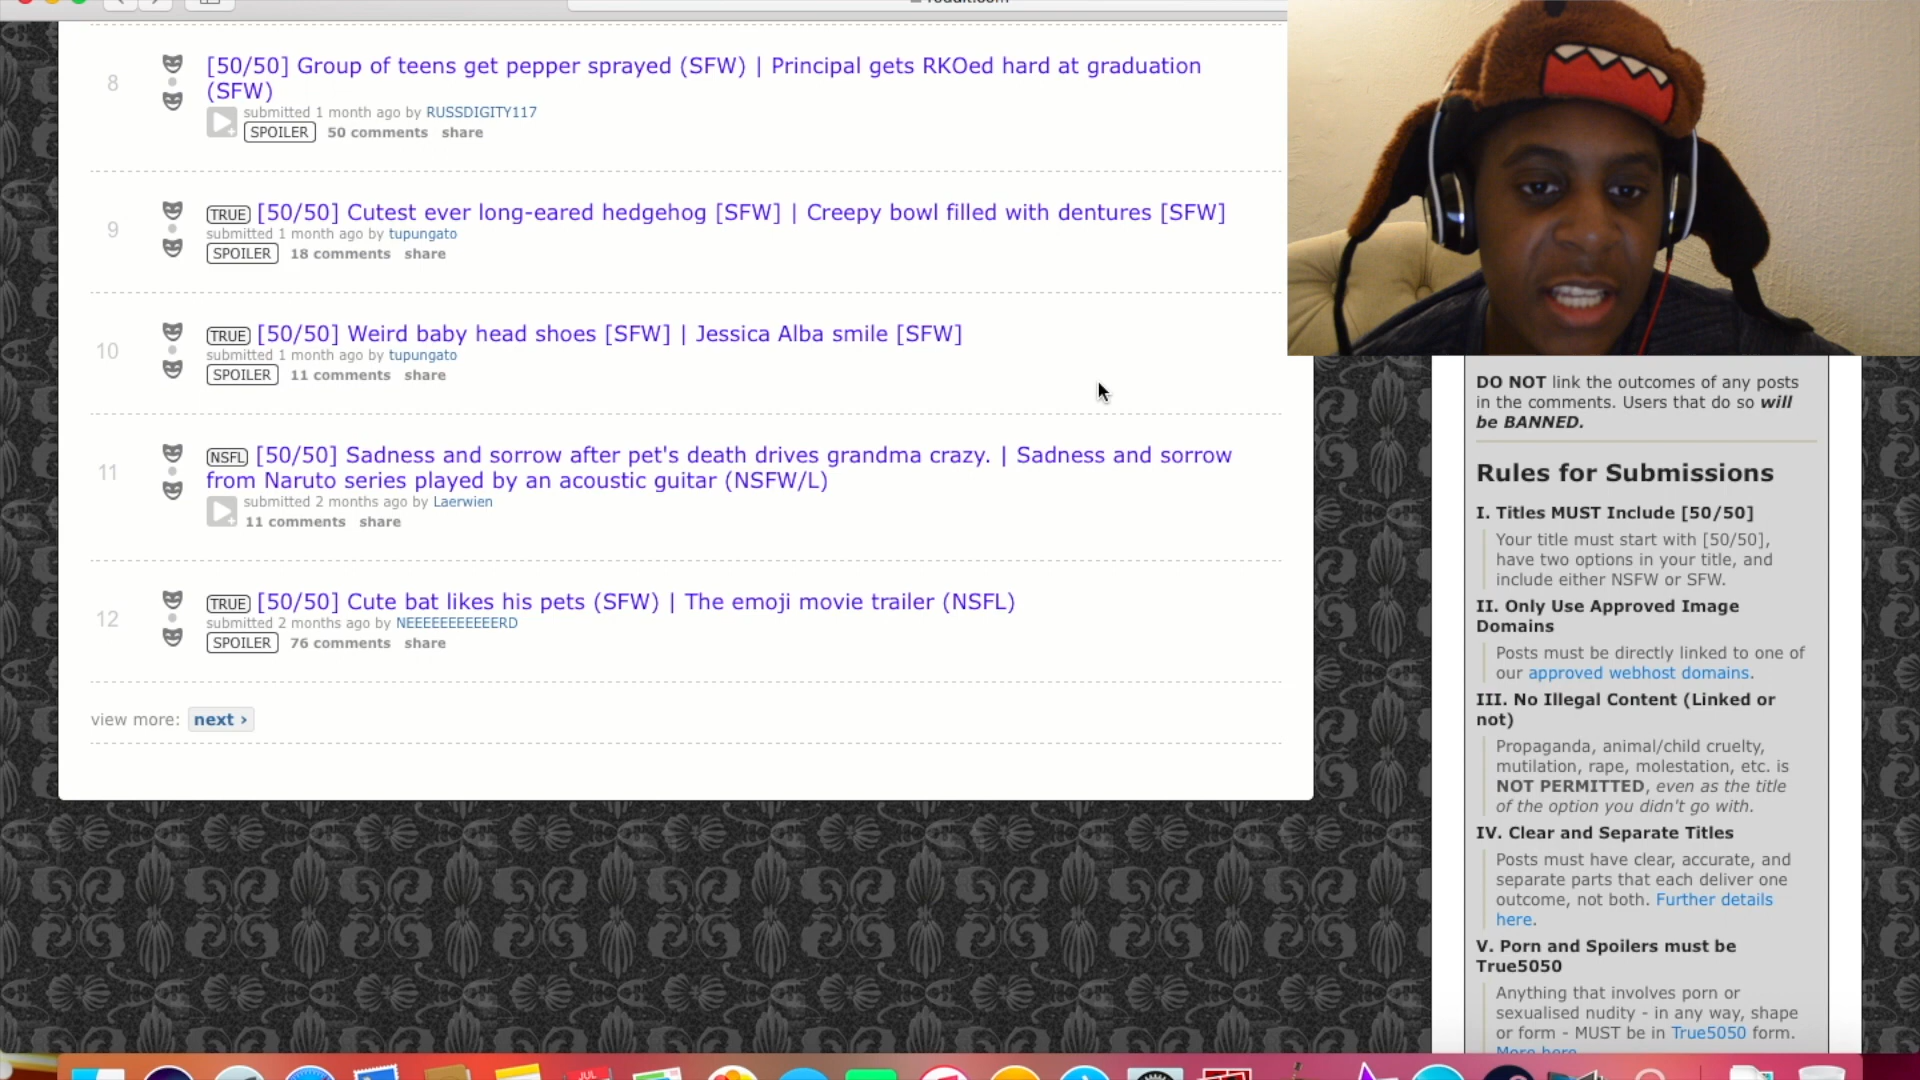 8
[50/50] Group of teens get pepper sprayed (SFW) | Principal gets RKOed hard at graduation
(SFW)
submitted 1 month ago by RUSSDIGITY117
SPOILER 50 comments share
9
TRUE [50/50] Cutest ever long-eared hedgehog [SFW] | Creepy bowl filled with dentures [SFW]
submitted 1 month ago by tupungato
SPOILER 18 comments share
10
TRUE [50/50] Weird baby head shoes [SFW] | Jessica Alba smile [SFW]
submitted 1 month ago by tupungato
SPOILER 11 comments share
11
NSFL [50/50] Sadness and sorrow after pet's death drives grandma crazy. | Sadness and sorrow
from Naruto series played by an acoustic guitar (NSFW/L)
submitted 2 months ago by Laerwien
11 comments share
12
TRUE [50/50] Cute bat likes his pets (SFW) | The emoji movie trailer (NSFL)
submitted 2 months ago by NEEEEEEEEEEERD
SPOILER 76 comments share
view more: next ›
DO NOT link the outcomes of any posts
in the comments. Users that do so will
be BANNED.
Rules for Submissions
I. Titles MUST Include [50/50]
Your title must start with [50/50],
have two options in your title, and
include either NSFW or SFW.
II. Only Use Approved Image
Domains
Posts must be directly linked to one of
our approved webhost domains.
III. No Illegal Content (Linked or
not)
Propaganda, animal/child cruelty,
mutilation, rape, molestation, etc. is
NOT PERMITTED, even as the title
of the option you didn't go with.
IV. Clear and Separate Titles
Posts must have clear, accurate, and
separate parts that each deliver one
outcome, not both. Further details
here.
V. Porn and Spoilers must be
True5050
Anything that involves porn or
sexualised nudity - in any way, shape
or form - MUST be in True5050 form.
More here
JUL